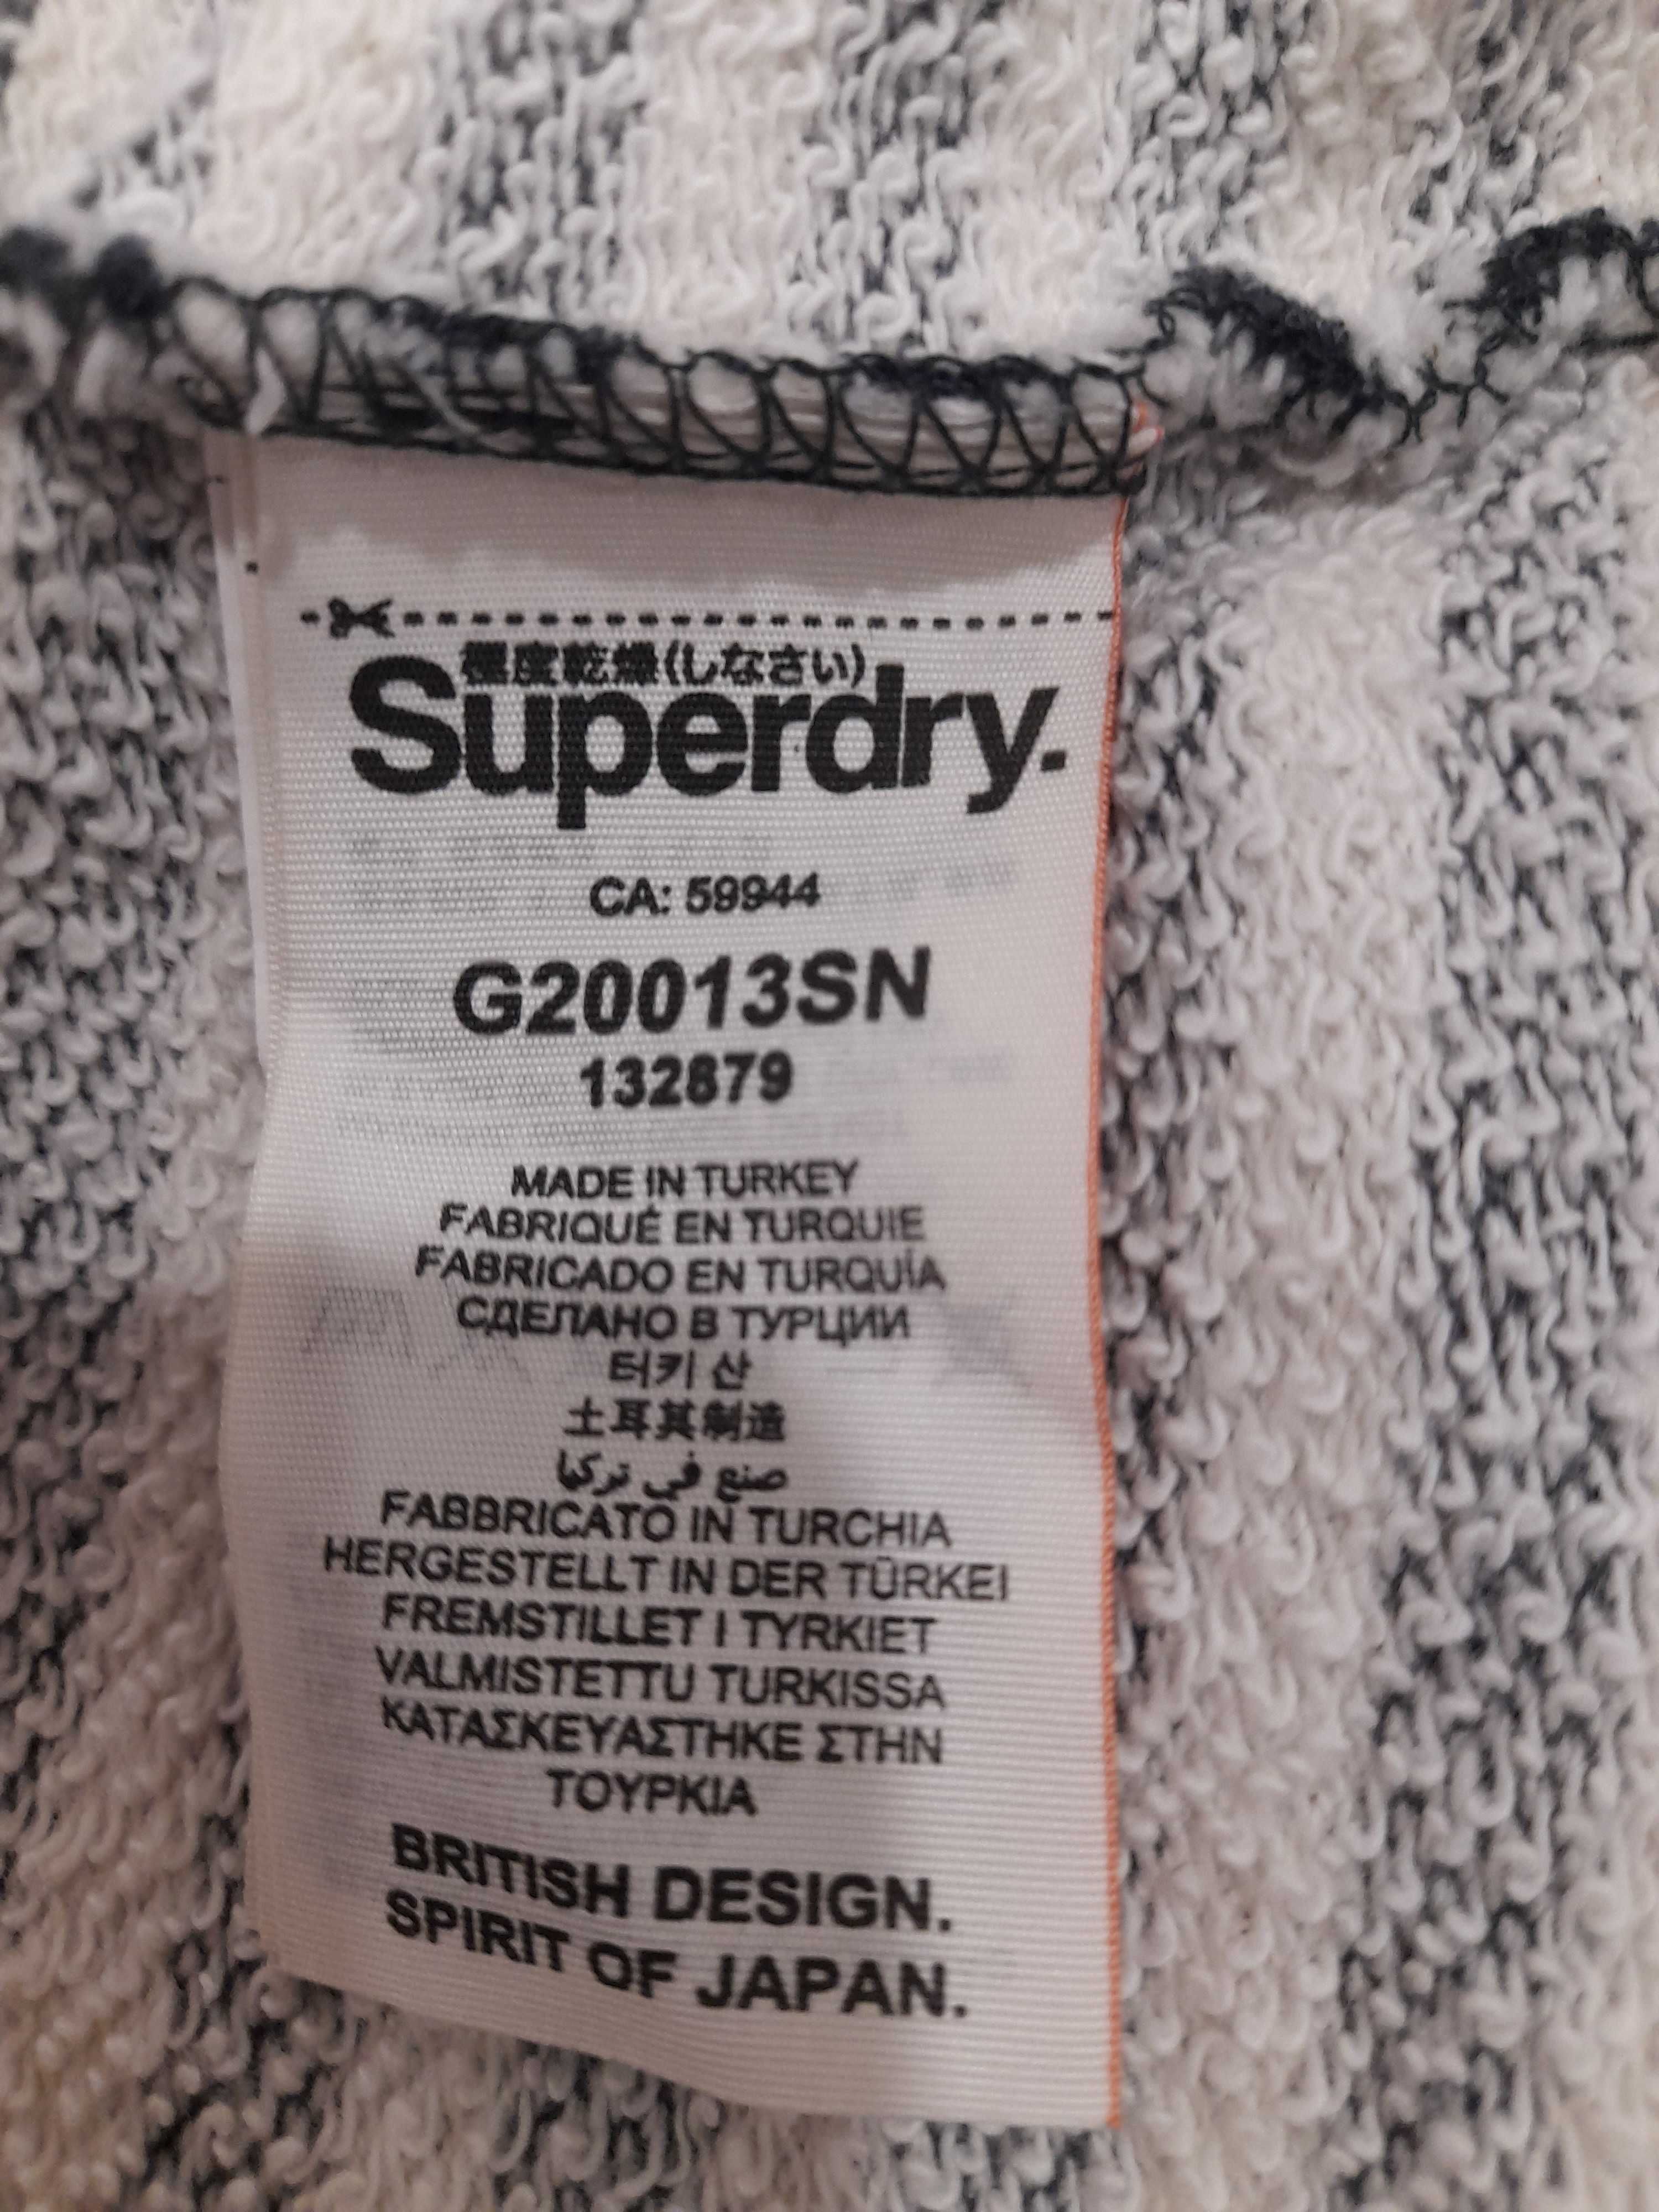 極度乾燥(しなさい)
Superdry.
CA: 59944
G20013SN
132879
MADE IN TURKEY
FABRIQUÉ EN TURQUIE
FABRICADO EN TURQUÍA
СДЕЛАНО В ТУРЦИИ
터키 산
土耳其制造
صنع في تركيا
FABBRICATO IN TURCHIA
HERGESTELLT IN DER TÜRKEI
FREMSTILLET I TYRKIET
VALMISTETTU TURKISSA
ΚΑΤΑΣΚΕΥΑΣΤΗΚΕ ΣΤΗΝ
ΤΟΥΡΚΙΑ
BRITISH DESIGN.
SPIRIT OF JAPAN.